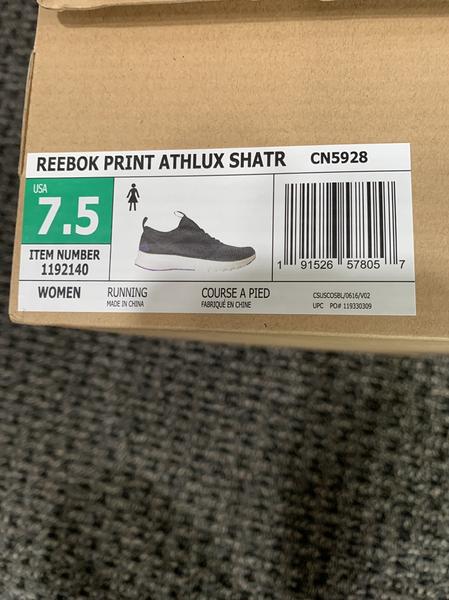 REEBOK PRINT ATHLUX SHATR CN5928
USA
7.5
ITEM NUMBER
1192140
1 91526 57805 7
WOMEN
RUNNING
MADE IN CHINA
COURSE A PIED
FABRIQUÉ EN CHINE
CSUSCOSBL/0616/V02
UPC PO# 119330309